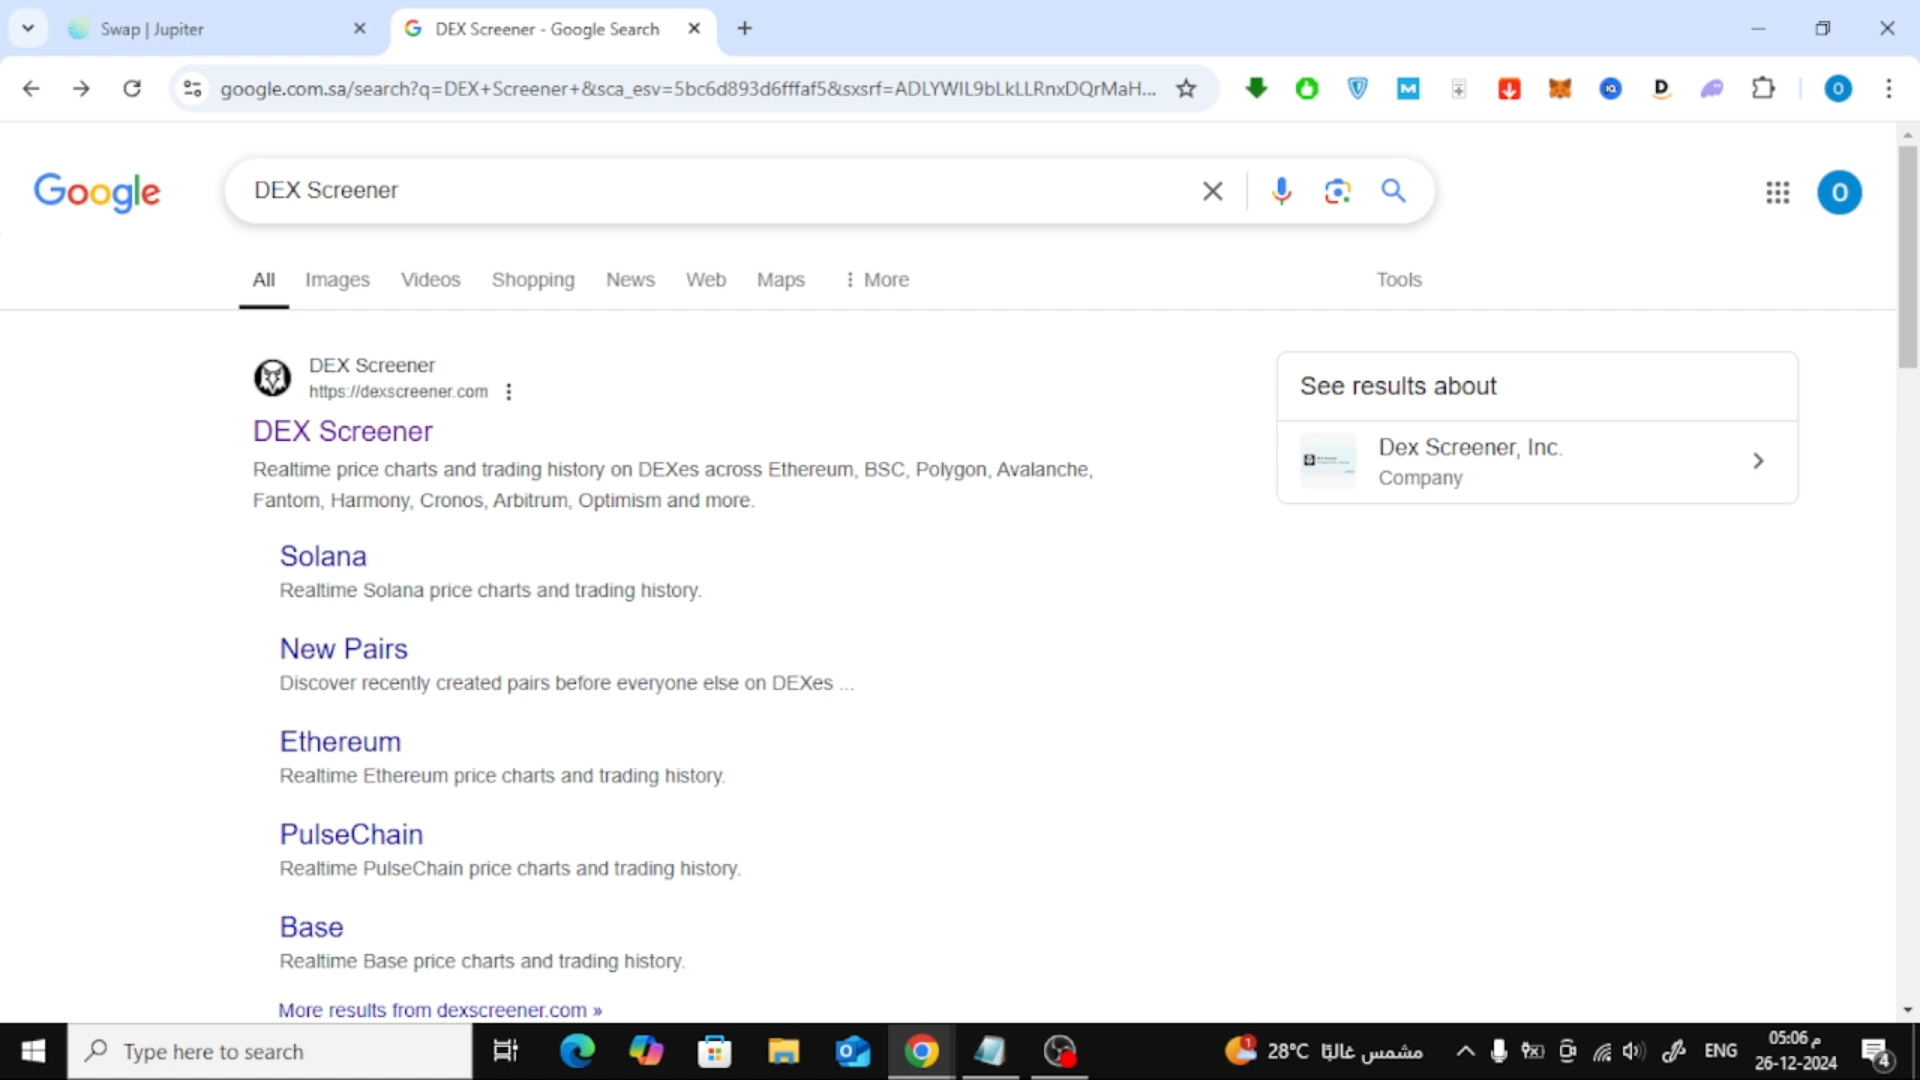 Swap | Jupiter
DEX Screener - Google Search
google.com.sa/search?q=DEX+Screener+&sca_esv=5bc6d893d6fffaf5&sxsrf=ADLYWIL9bLkLLRnxDQrMaH...
Google
DEX Screener
O
All Images Videos Shopping News Web Maps More Tools
DEX Screener
https://dexscreener.com
DEX Screener
Realtime price charts and trading history on DEXes across Ethereum, BSC, Polygon, Avalanche,
Fantom, Harmony, Cronos, Arbitrum, Optimism and more.
Solana
Realtime Solana price charts and trading history.
New Pairs
Discover recently created pairs before everyone else on DEXes ...
Ethereum
Realtime Ethereum price charts and trading history.
PulseChain
Realtime PulseChain price charts and trading history.
Base
Realtime Base price charts and trading history.
More results from dexscreener.com »
See results about
Dex Screener, Inc.
Company
Type here to search
1
28°C مشمس غالبًا
ENG
05:06 م
26-12-2024
4